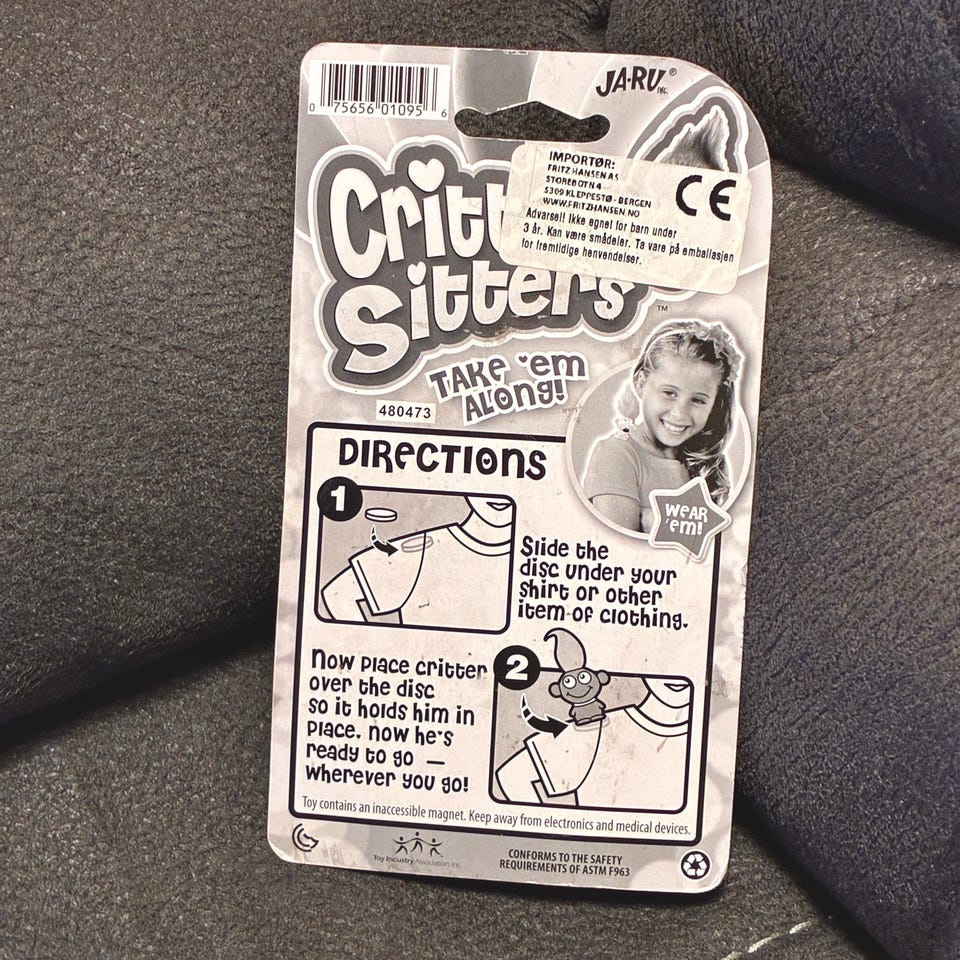 0 75656 01095 6
JA-RU® INC.
Critt
Sitters™
TAKE 'em
ALONG!
IMPORTØR:
FRITZ HANSEN AS
STOREBOTN 4
5309 KLEPPESTØ - BERGEN
WWW.FRITZHANSEN.NO
CE
Advarsel! Ikke egnet for barn under
3 år. Kan være smådeler. Ta vare på emballasjen
for fremtidige henvendelser.
480473
WEAR
'em!
DIRECTIONS
1
Slide the
disc under your
shirt or other
item of clothing.
2
Now place critter
over the disc
so it holds him in
place. now he's
ready to go —
wherever you go!
Toy contains an inaccessible magnet. Keep away from electronics and medical devices.
Toy Industry Association, Inc.
CONFORMS TO THE SAFETY
REQUIREMENTS OF ASTM F963